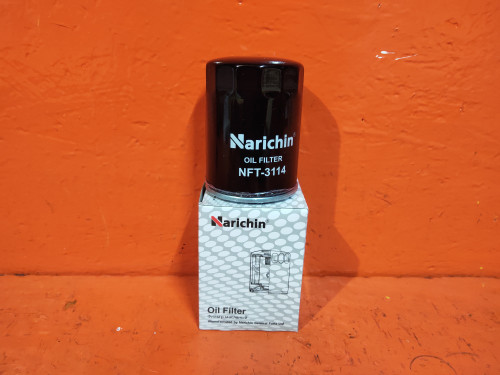 Narichin
OIL FILTER
NFT-3114
Narichin
Oil Filter